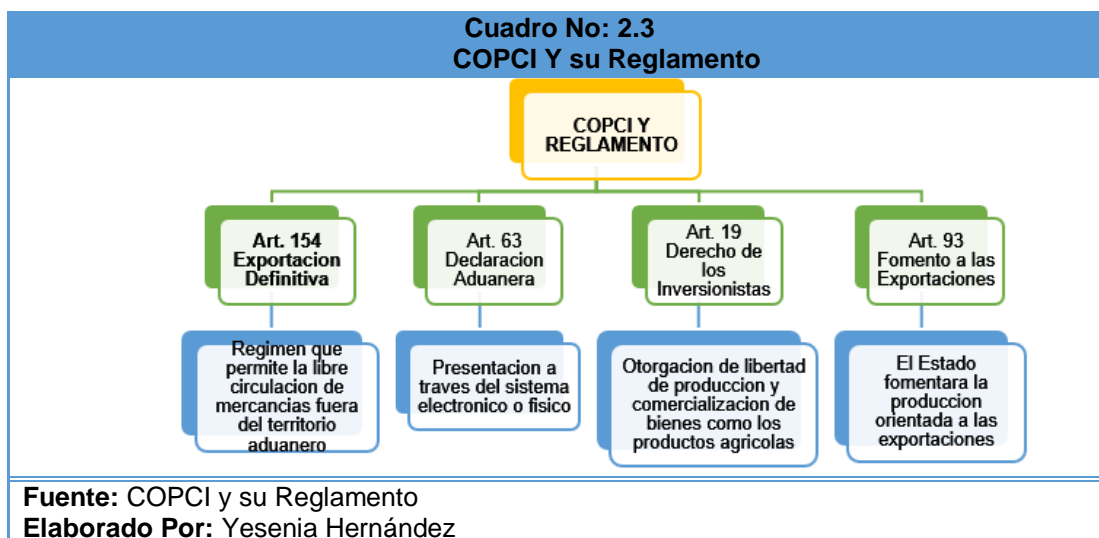 Cuadro No: 2.3
COPCI Y su Reglamento
COPCI Y
REGLAMENTO
Art. 154
Exportacion
Definitiva
Art. 63
Declaracion
Aduanera
Art. 19
Derecho de
los
Inversionistas
Art. 93
Fomento a las
Exportaciones
Regimen que
permite la libre
circulacion de
mercancias fuera
del territorio
aduanero
Presentacion a
traves del sistema
electronico o fisico
Otorgacion de libertad
de produccion y
comercializacion de
bienes como los
productos agricolas
El Estado
fomentara la
produccion
orientada a las
exportaciones
Fuente: COPCI y su Reglamento
Elaborado Por: Yesenia Hernández